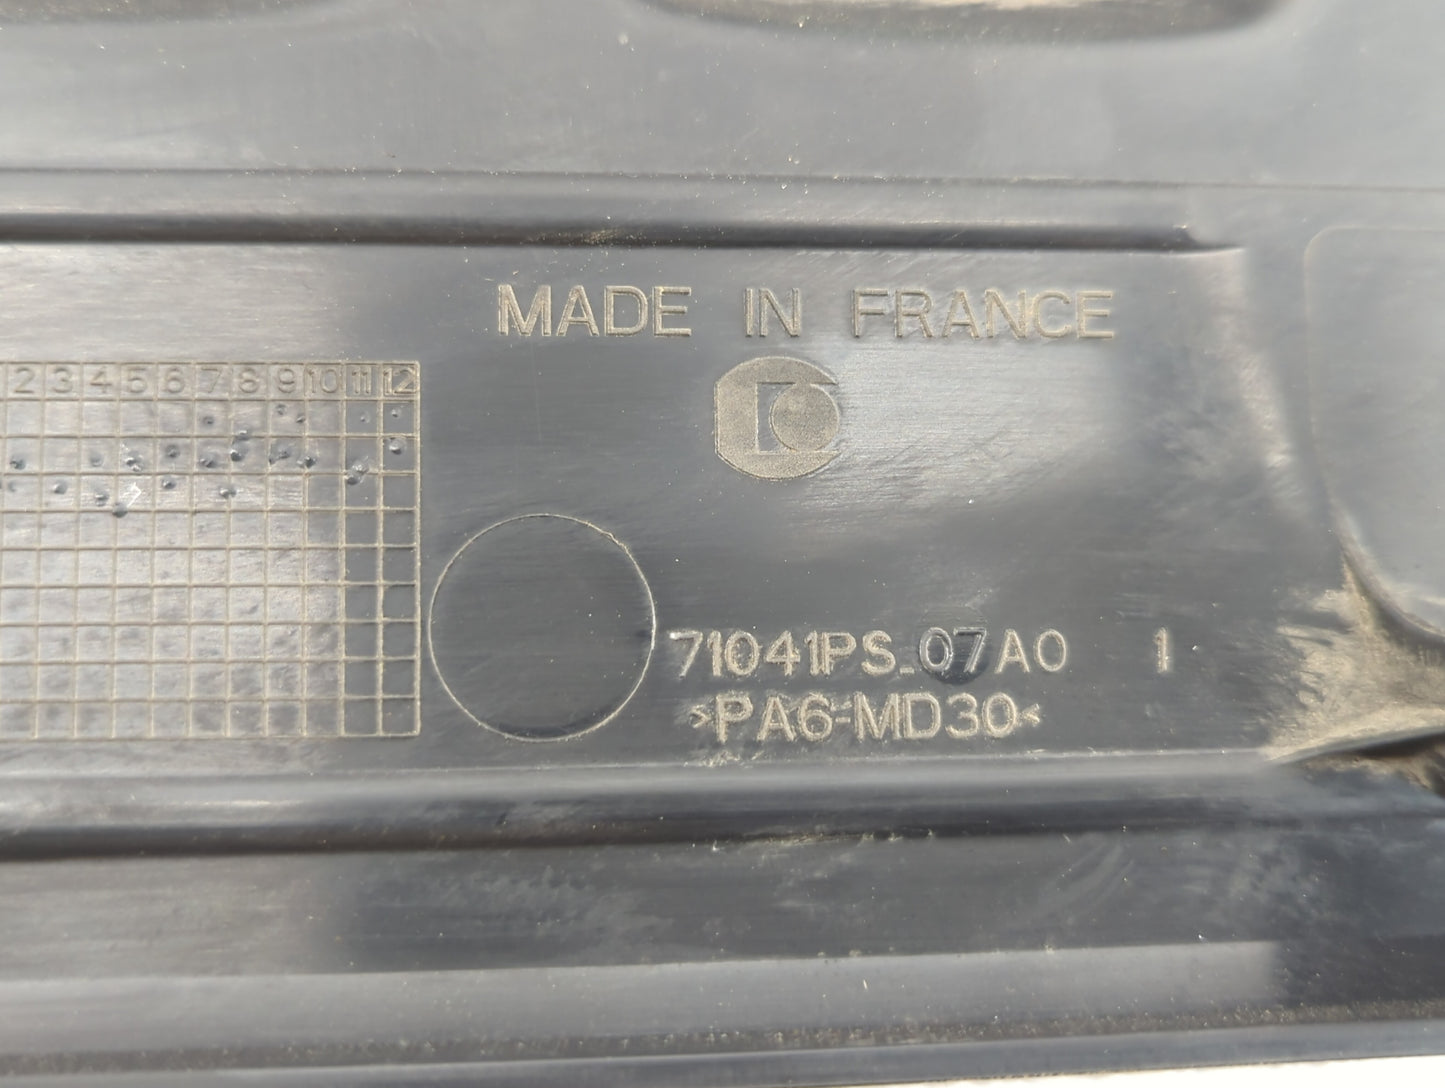 MADE IN FRANCE
2 3 4 5 6 7 8 9 10 11 12
71041PS_07A0 1
>PA6-MD30<